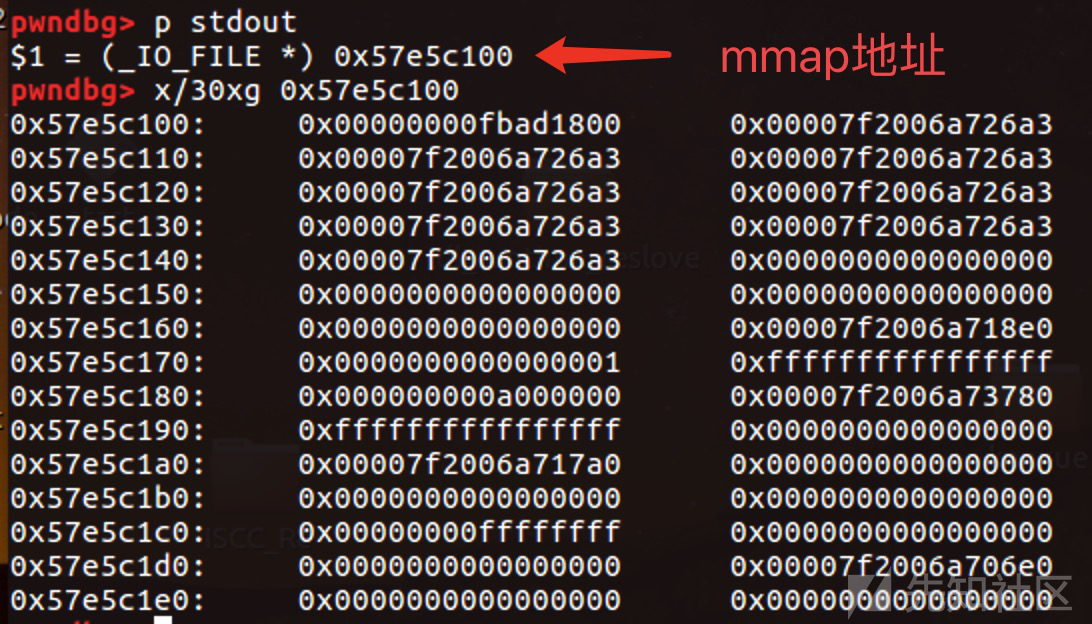 pwndbg> p stdout
$1 = (_IO_FILE *) 0x57e5c100 mmap地址
pwndbg> x/30xg 0x57e5c100
0x57e5c100: 0x00000000fbad1800 0x00007f2006a726a3
0x57e5c110: 0x00007f2006a726a3 0x00007f2006a726a3
0x57e5c120: 0x00007f2006a726a3 0x00007f2006a726a3
0x57e5c130: 0x00007f2006a726a3 0x00007f2006a726a3
0x57e5c140: 0x00007f2006a726a3 0x0000000000000000
0x57e5c150: 0x0000000000000000 0x0000000000000000
0x57e5c160: 0x0000000000000000 0x00007f2006a718e0
0x57e5c170: 0x0000000000000001 0xffffffffffffffff
0x57e5c180: 0x000000000a000000 0x00007f2006a73780
0x57e5c190: 0xffffffffffffffff 0x0000000000000000
0x57e5c1a0: 0x00007f2006a717a0 0x0000000000000000
0x57e5c1b0: 0x0000000000000000 0x0000000000000000
0x57e5c1c0: 0x00000000ffffffff 0x0000000000000000
0x57e5c1d0: 0x0000000000000000 0x00007f2006a706e0
0x57e5c1e0: 0x0000000000000000 0x0000000000000000
先知社区